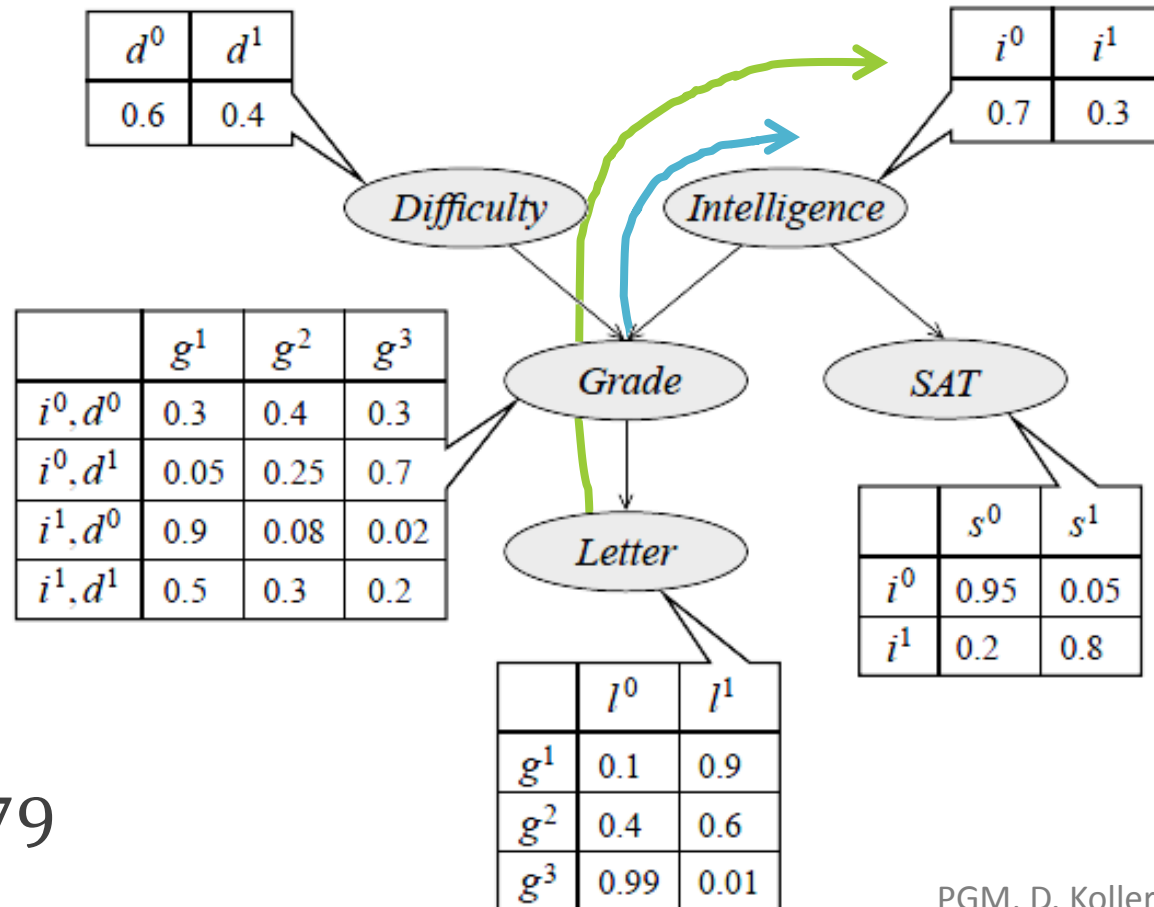 d⁰ d¹
0.6 0.4
i⁰ i¹
0.7 0.3
Difficulty
Intelligence
g¹ g² g³
i⁰,d⁰ 0.3 0.4 0.3
i⁰,d¹ 0.05 0.25 0.7
i¹,d⁰ 0.9 0.08 0.02
i¹,d¹ 0.5 0.3 0.2
Grade
SAT
Letter
s⁰ s¹
i⁰ 0.95 0.05
i¹ 0.2 0.8
l⁰ l¹
g¹ 0.1 0.9
g² 0.4 0.6
g³ 0.99 0.01
79
PGM, D. Koller